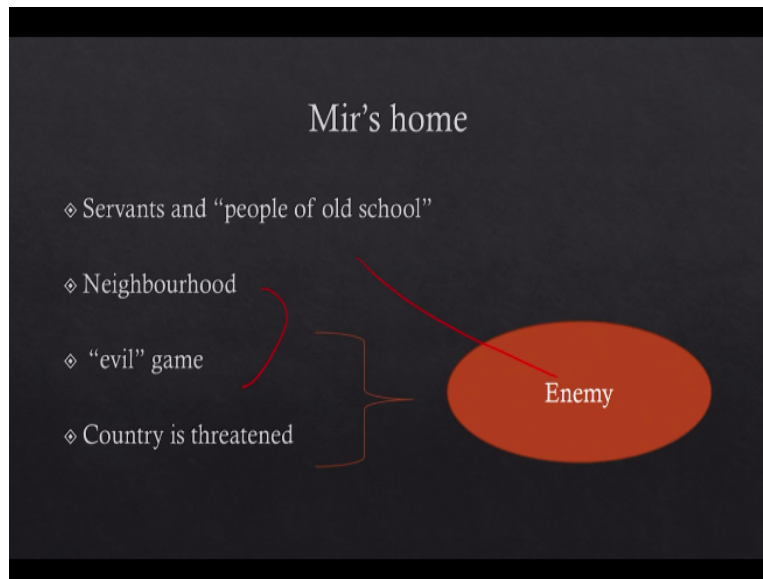 Mir’s home
Servants and “people of old school”
Neighbourhood
“evil” game
Country is threatened
Enemy